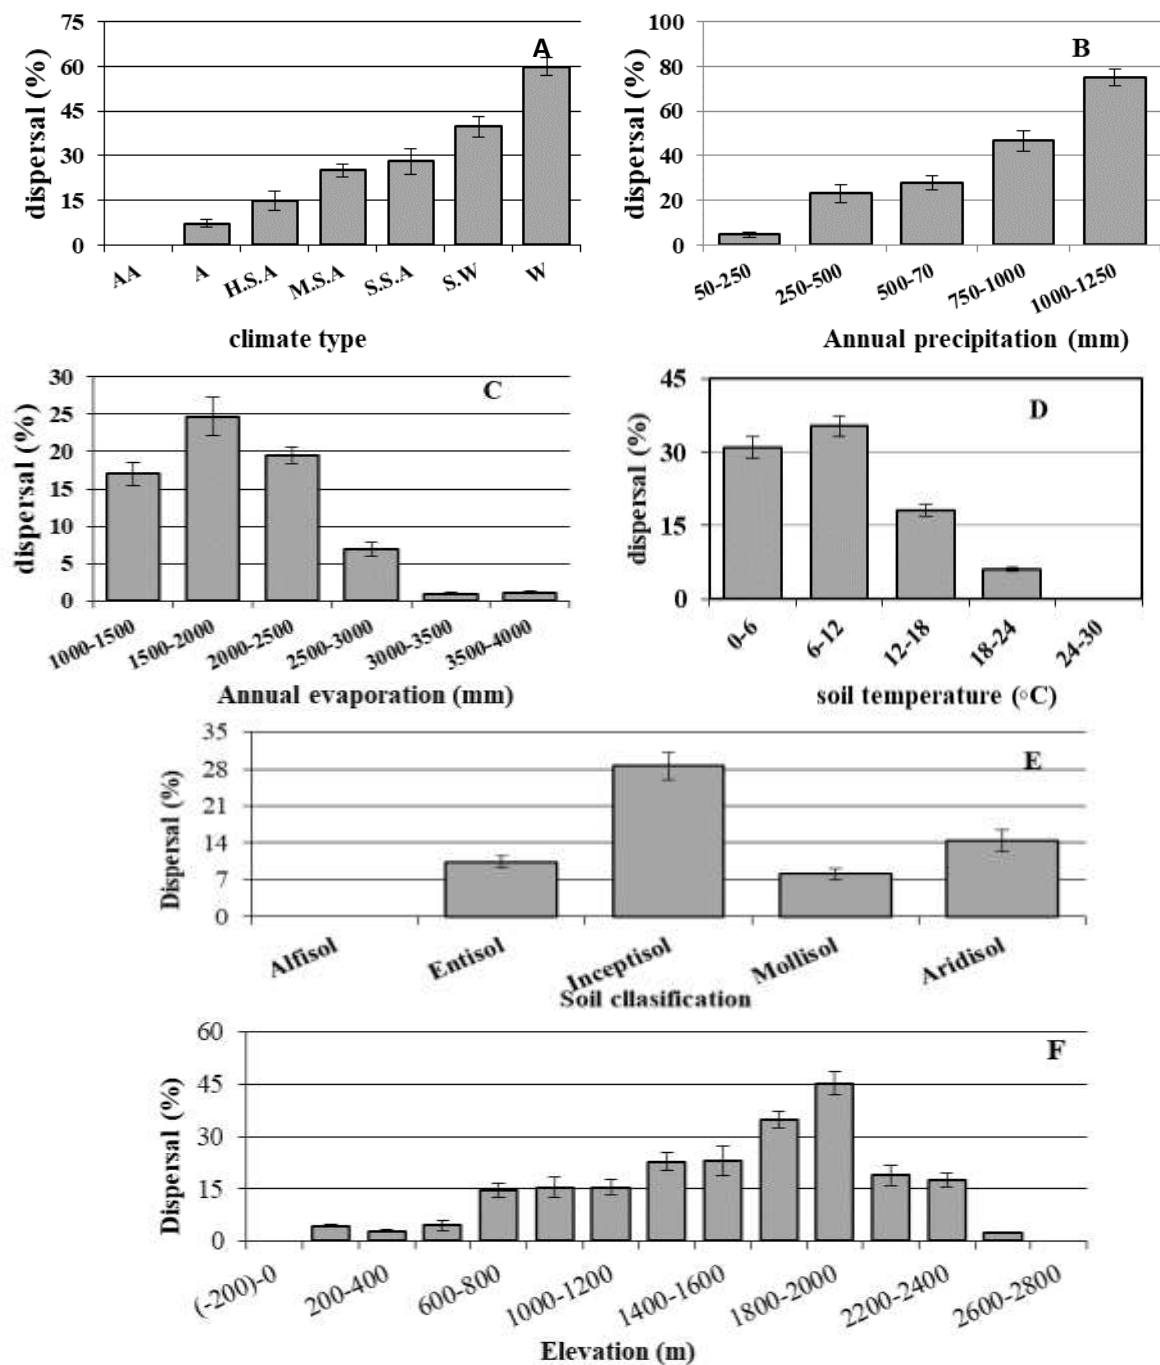 75
60
45
30
15
0
dispersal (%)
A
AA
A
H.S.A
M.S.A
S.S.A
S.W
W
climate type
100
80
60
40
20
0
dispersal (%)
B
50-250
250-500
500-70
750-1000
1000-1250
Annual precipitation (mm)
30
25
20
15
10
5
0
dispersal (%)
C
1000-1500
1500-2000
2000-2500
2500-3000
3000-3500
3500-4000
Annual evaporation (mm)
45
30
15
0
dispersal (%)
D
0-6
6-12
12-18
18-24
24-30
soil temperature (◦C)
35
28
21
14
7
0
Dispersal (%)
E
Alfisol
Entisol
Inceptisol
Mollisol
Aridisol
Soil cllasification
60
45
30
15
0
Dispersal (%)
F
(-200)-0
200-400
600-800
1000-1200
1400-1600
1800-2000
2200-2400
2600-2800
Elevation (m)